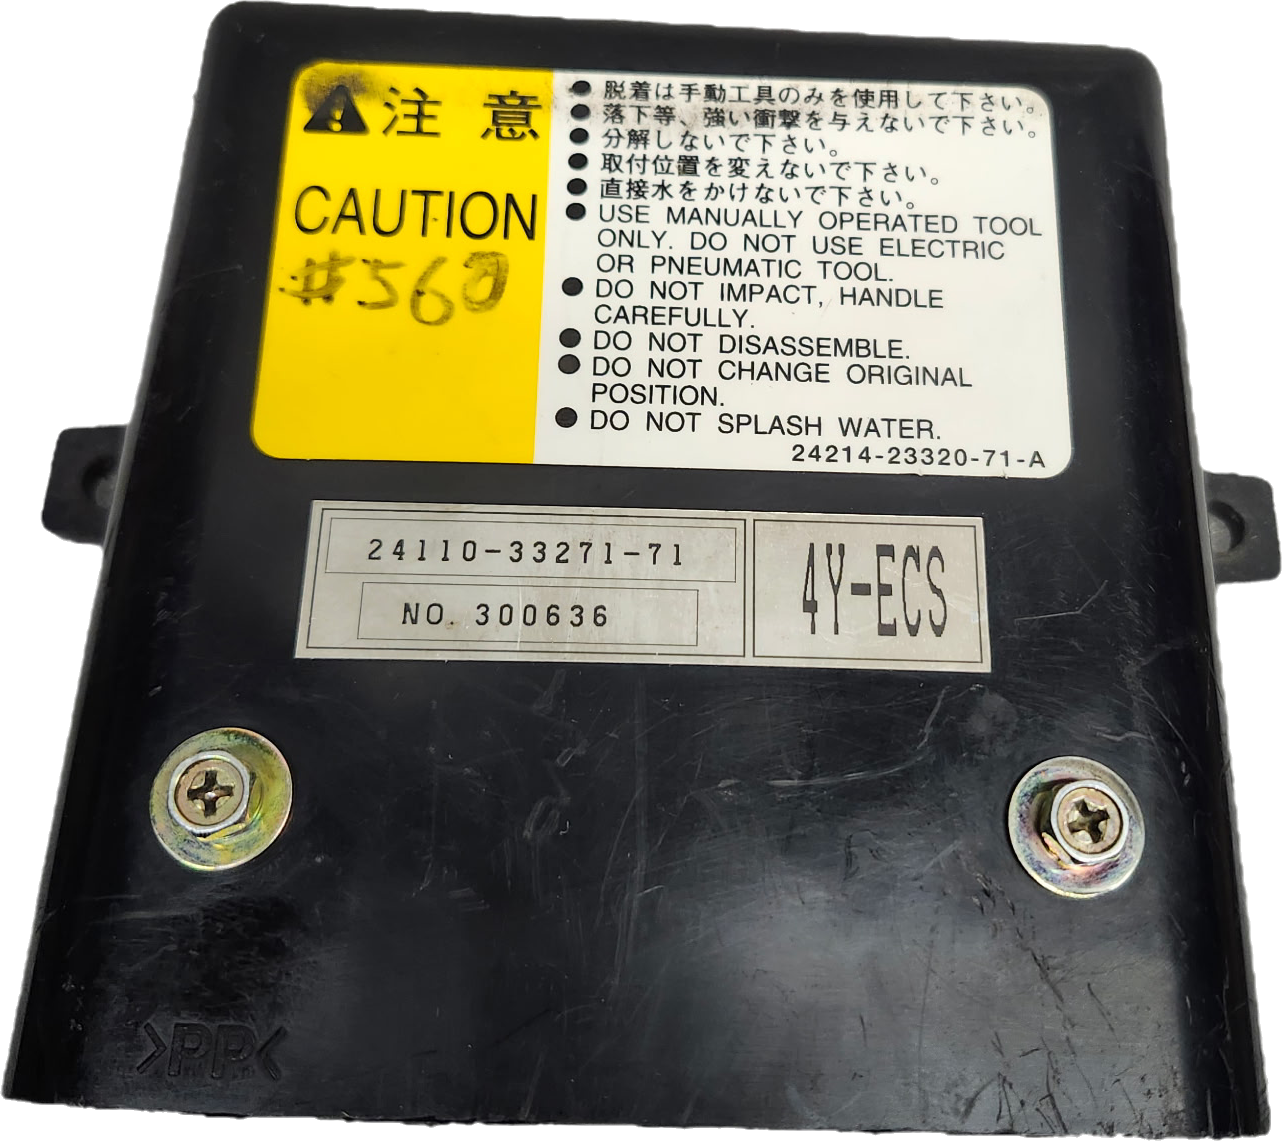 注 意
CAUTION
#560
● 脱着は手動工具のみを使用して下さい。
● 落下等、強い衝撃を与えないで下さい。
● 分解しないで下さい。
● 取付位置を変えないで下さい。
● 直接水をかけないで下さい。
● USE MANUALLY OPERATED TOOL
ONLY. DO NOT USE ELECTRIC
OR PNEUMATIC TOOL.
● DO NOT IMPACT, HANDLE
CAREFULLY.
● DO NOT DISASSEMBLE.
● DO NOT CHANGE ORIGINAL
POSITION.
● DO NOT SPLASH WATER.
24214-23320-71-A
24110-33271-71
NO. 300636
4Y-ECS
>PP<